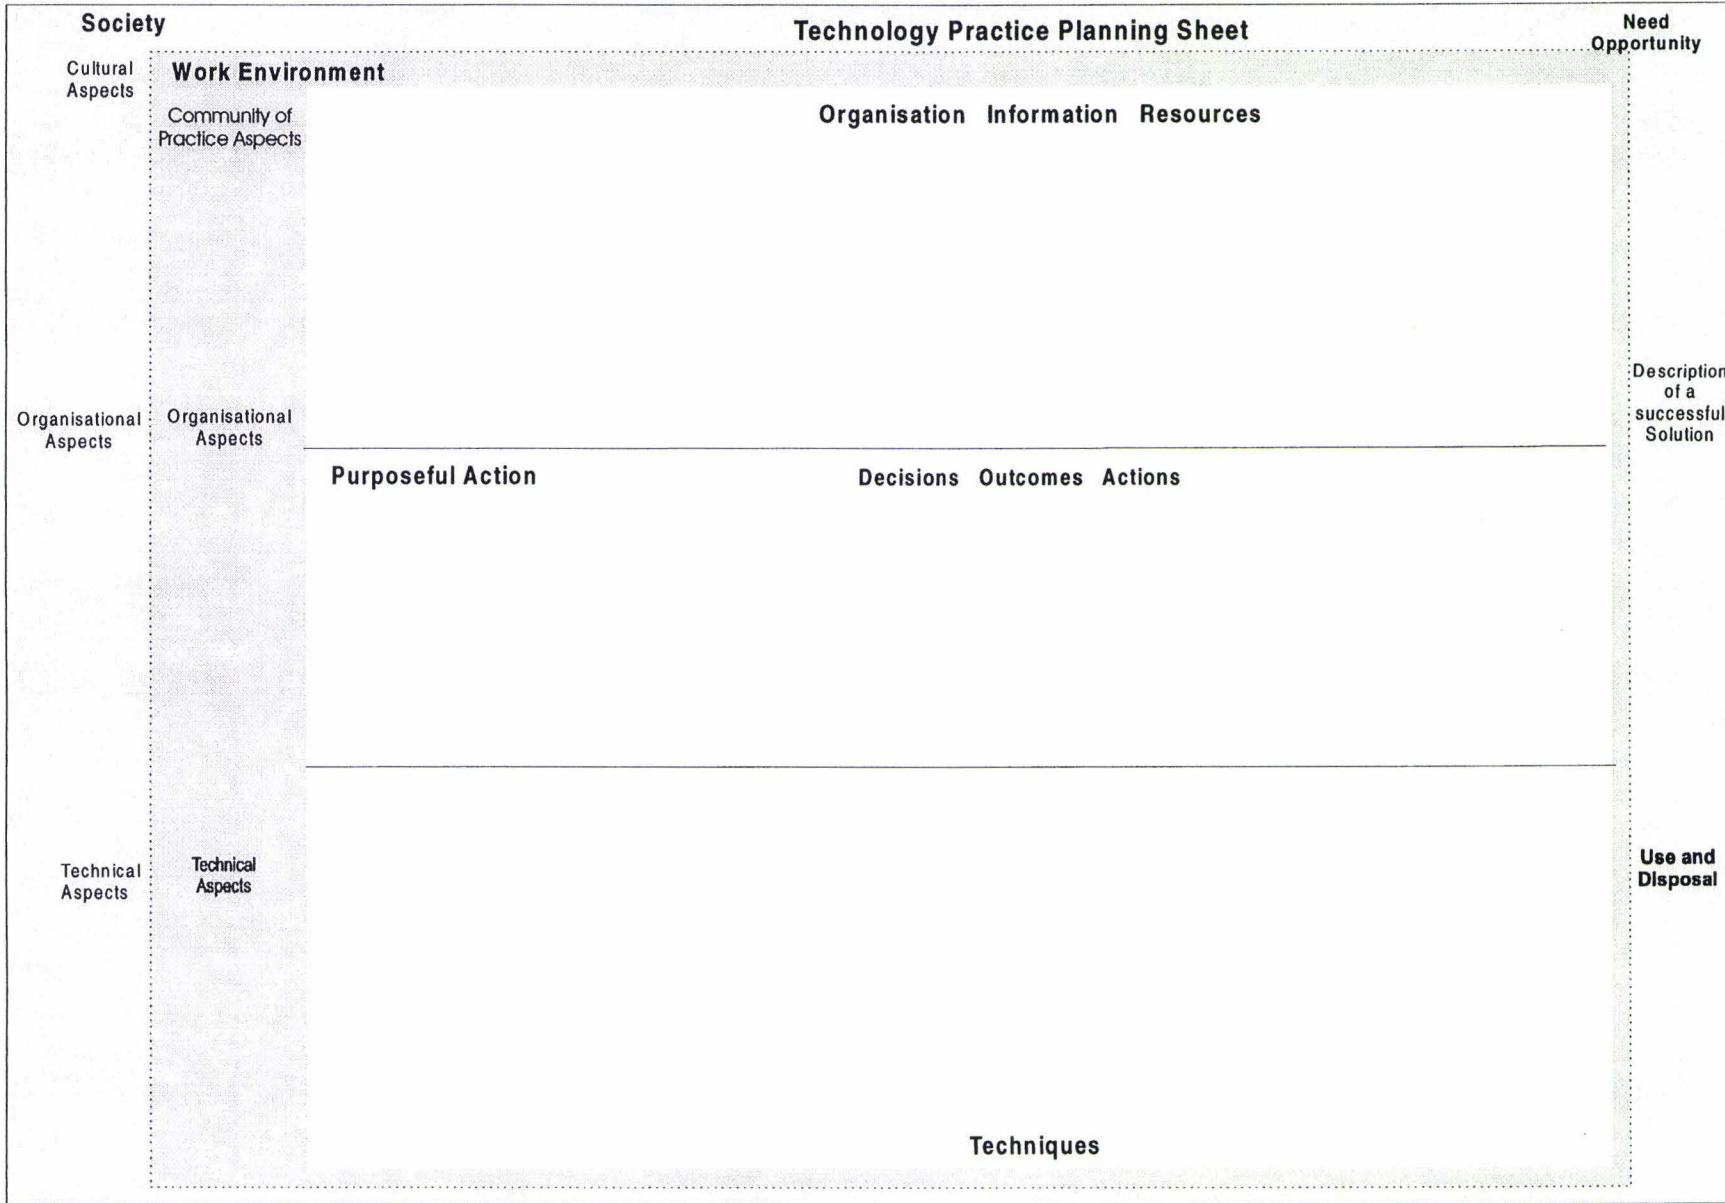 Society
Technology Practice Planning Sheet
Need
Opportunity
Cultural
Aspects
Work Environment
Community of
Practice Aspects
Organisation Information Resources
Description
of a
successful
Solution
Organisational
Aspects
Organisational
Aspects
Purposeful Action
Decisions Outcomes Actions
Technical
Aspects
Technical
Aspects
Use and
Disposal
Techniques